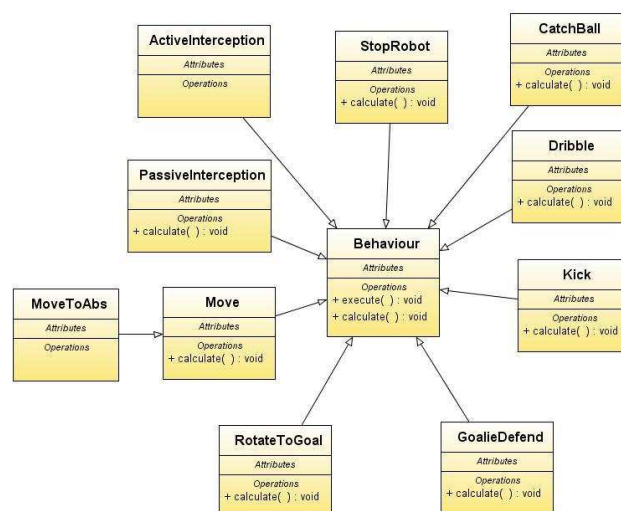 ActiveInterception
Attributes
Operations
StopRobot
Attributes
Operations
+ calculate( ) : void
CatchBall
Attributes
Operations
+ calculate( ) : void
PassiveInterception
Attributes
Operations
+ calculate( ) : void
Dribble
Attributes
Operations
+ calculate( ) : void
Behaviour
Attributes
Operations
+ execute( ) : void
+ calculate( ) : void
MoveToAbs
Attributes
Operations
Move
Attributes
Operations
+ calculate( ) : void
Kick
Attributes
Operations
+ calculate( ) : void
RotateToGoal
Attributes
Operations
+ calculate( ) : void
GoalieDefend
Attributes
Operations
+ calculate( ) : void